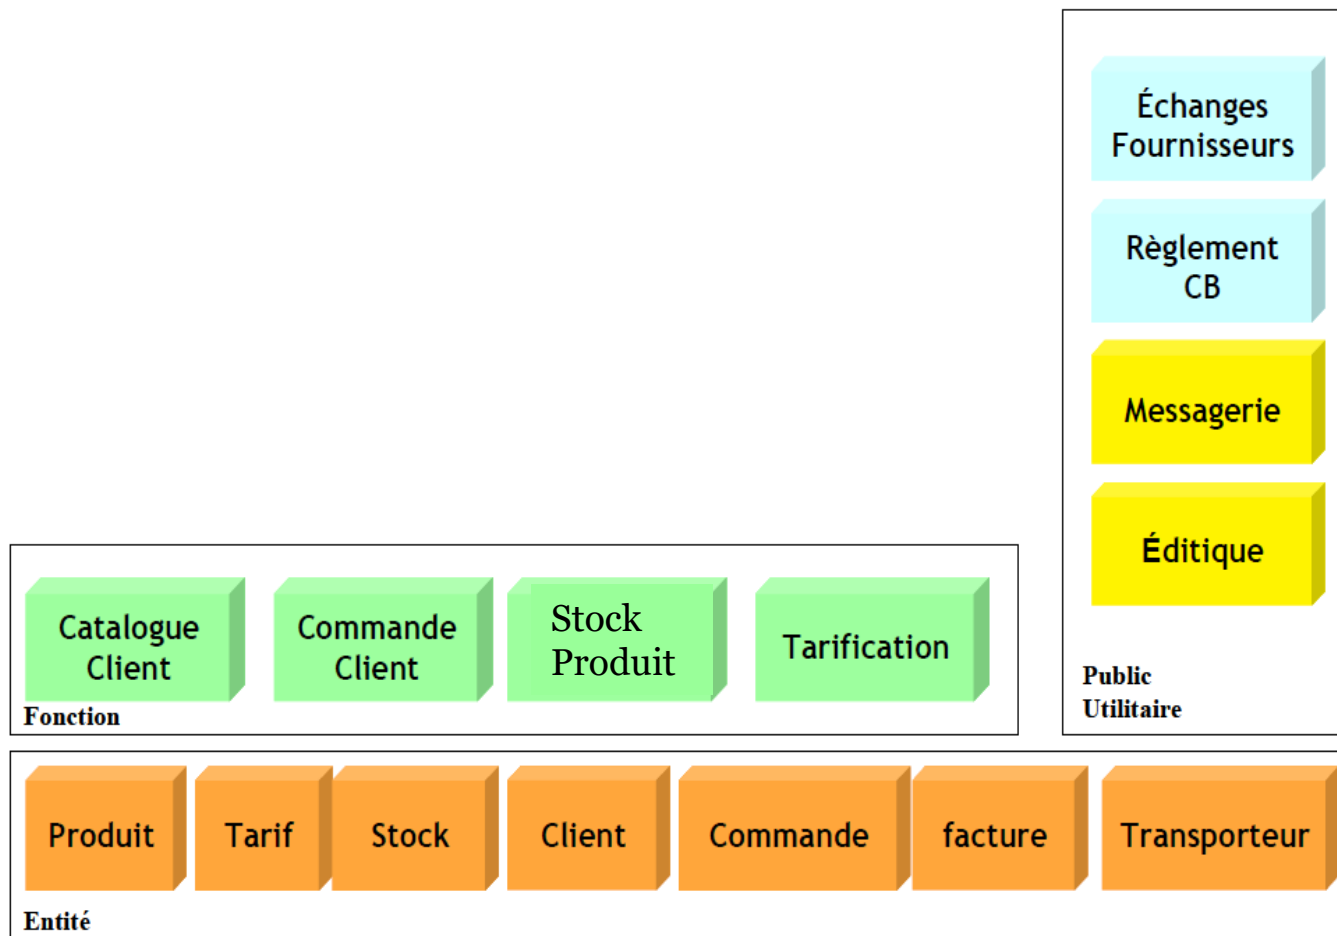 Échanges
Fournisseurs
Règlement
CB
Messagerie
Éditique
Public
Utilitaire
Catalogue
Client
Commande
Client
Stock
Produit
Tarification
Fonction
Produit
Tarif
Stock
Client
Commande
facture
Transporteur
Entité